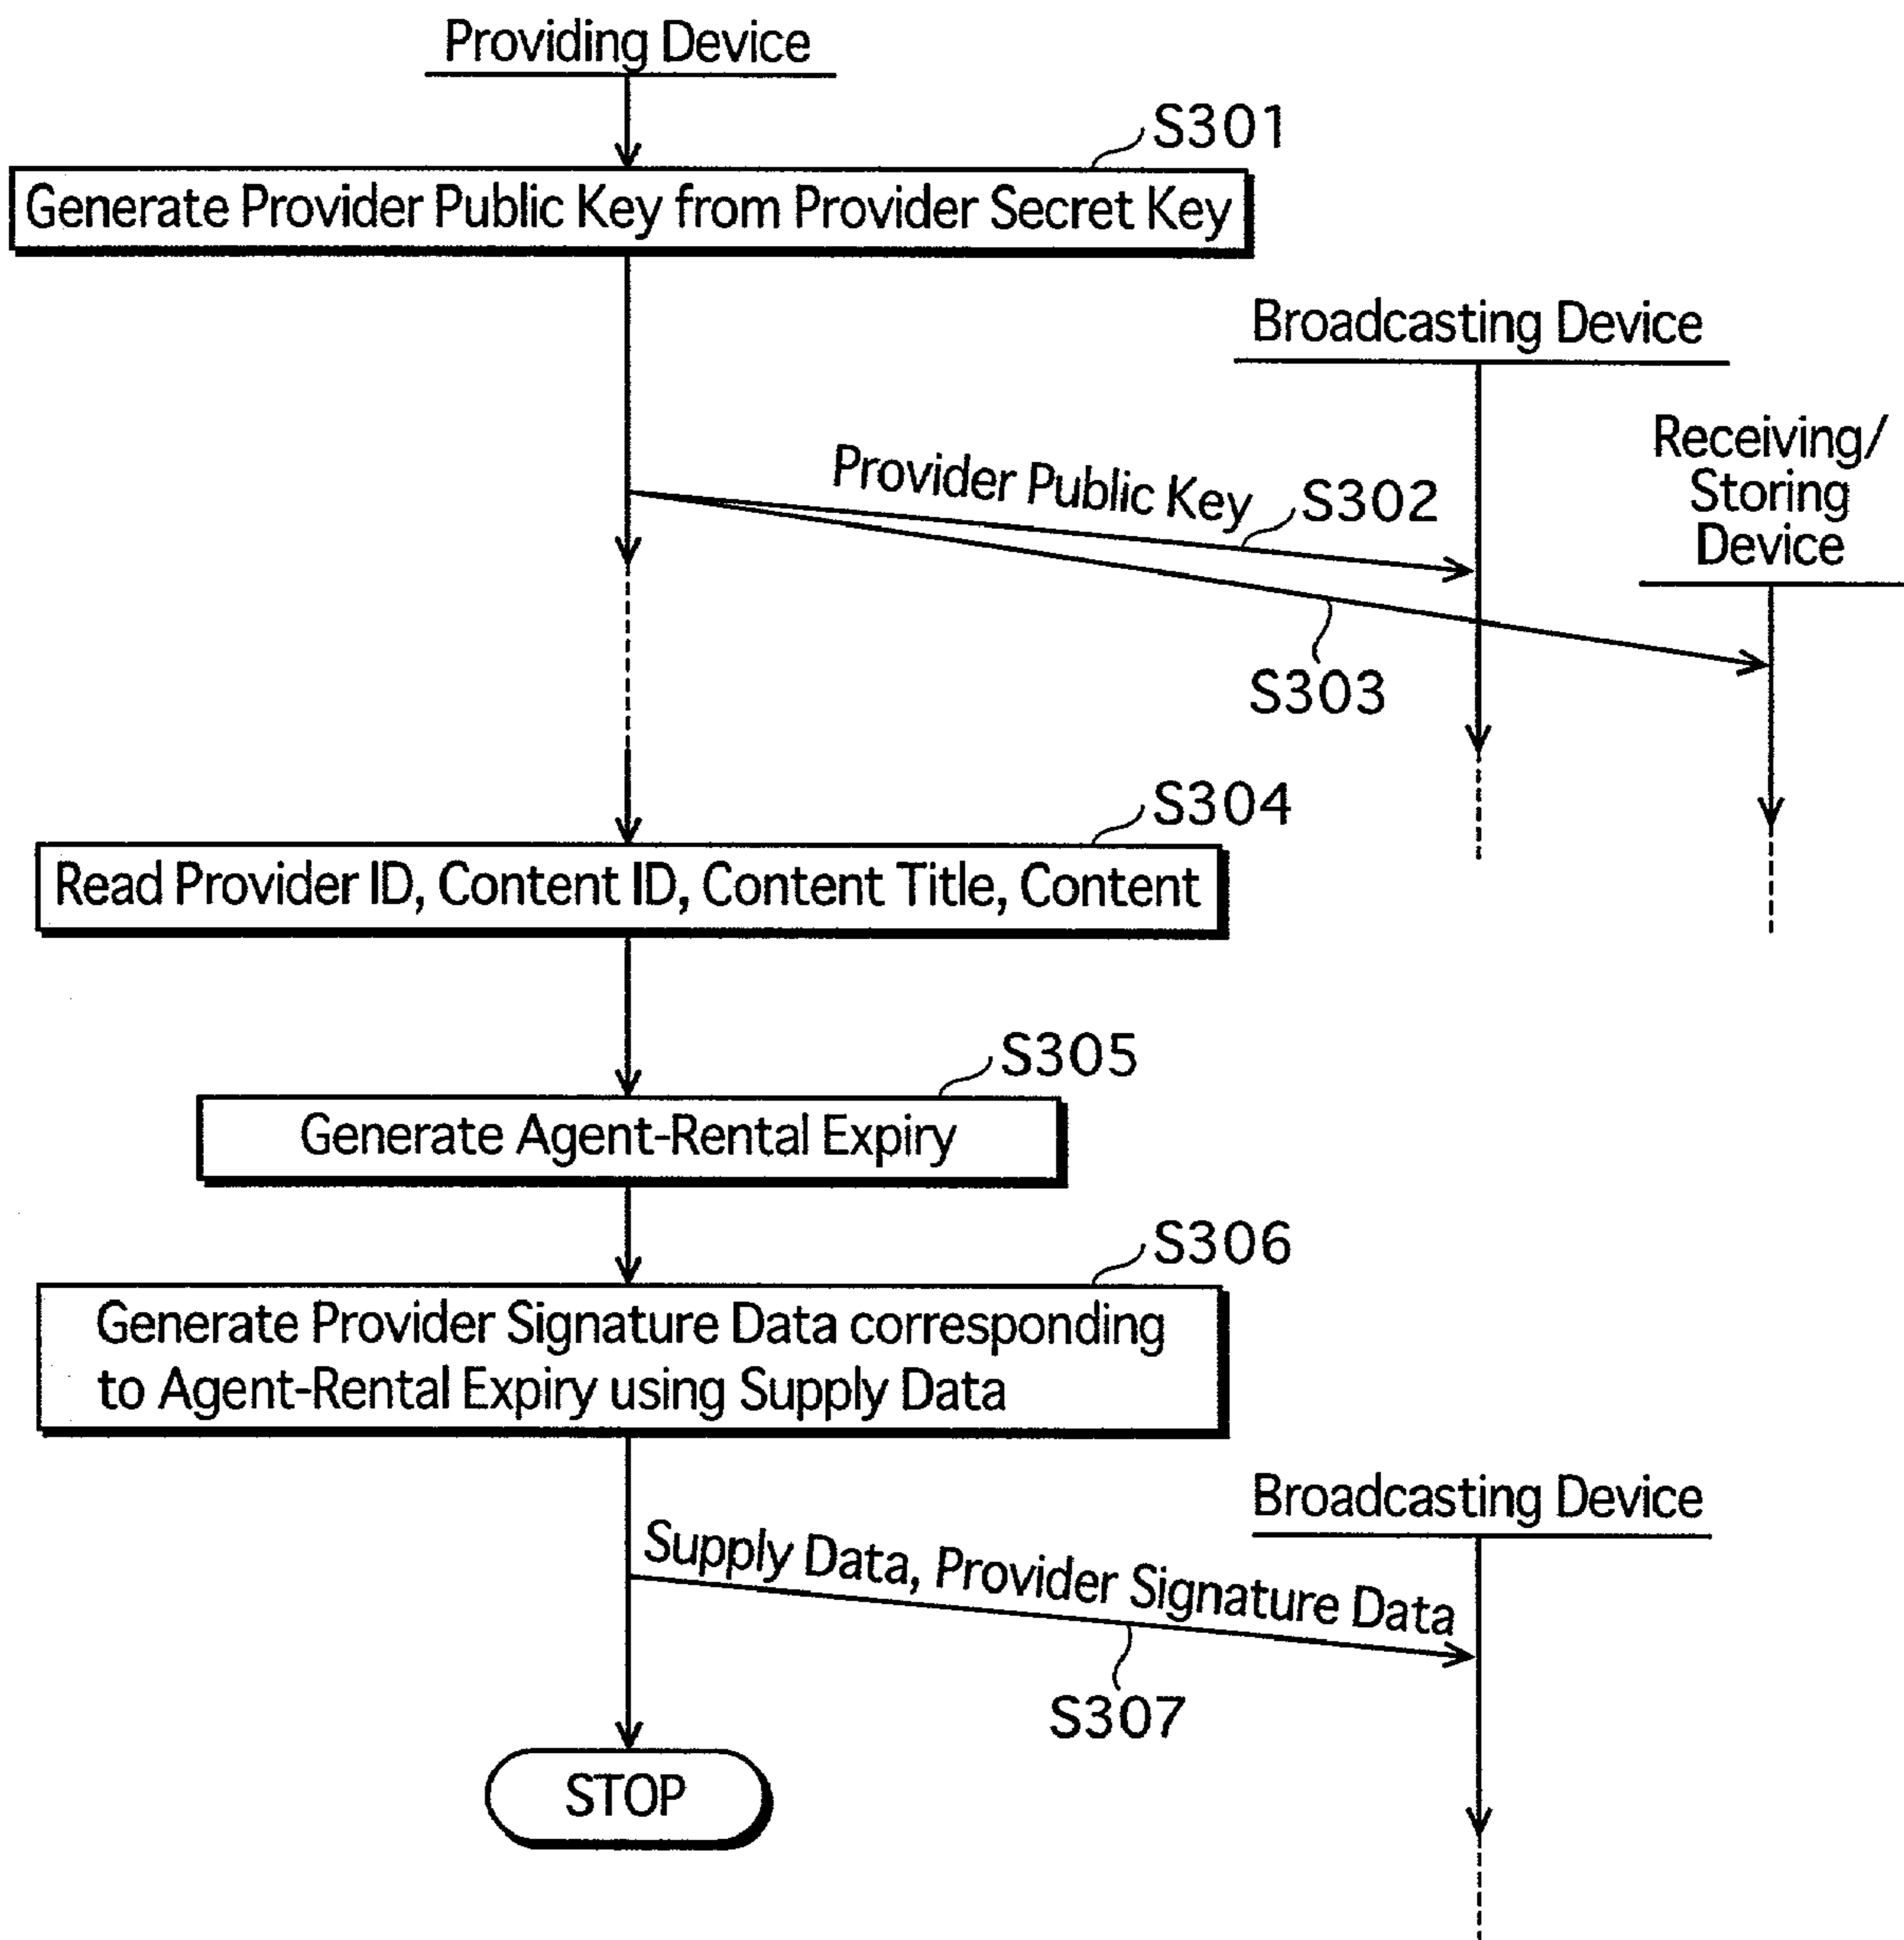 Providing Device
S301
Generate Provider Public Key from Provider Secret Key
Broadcasting Device
Receiving/
Storing
Device
Provider Public Key
S302
S303
S304
Read Provider ID, Content ID, Content Title, Content
S305
Generate Agent-Rental Expiry
S306
Generate Provider Signature Data corresponding
to Agent-Rental Expiry using Supply Data
Broadcasting Device
Supply Data, Provider Signature Data
S307
STOP